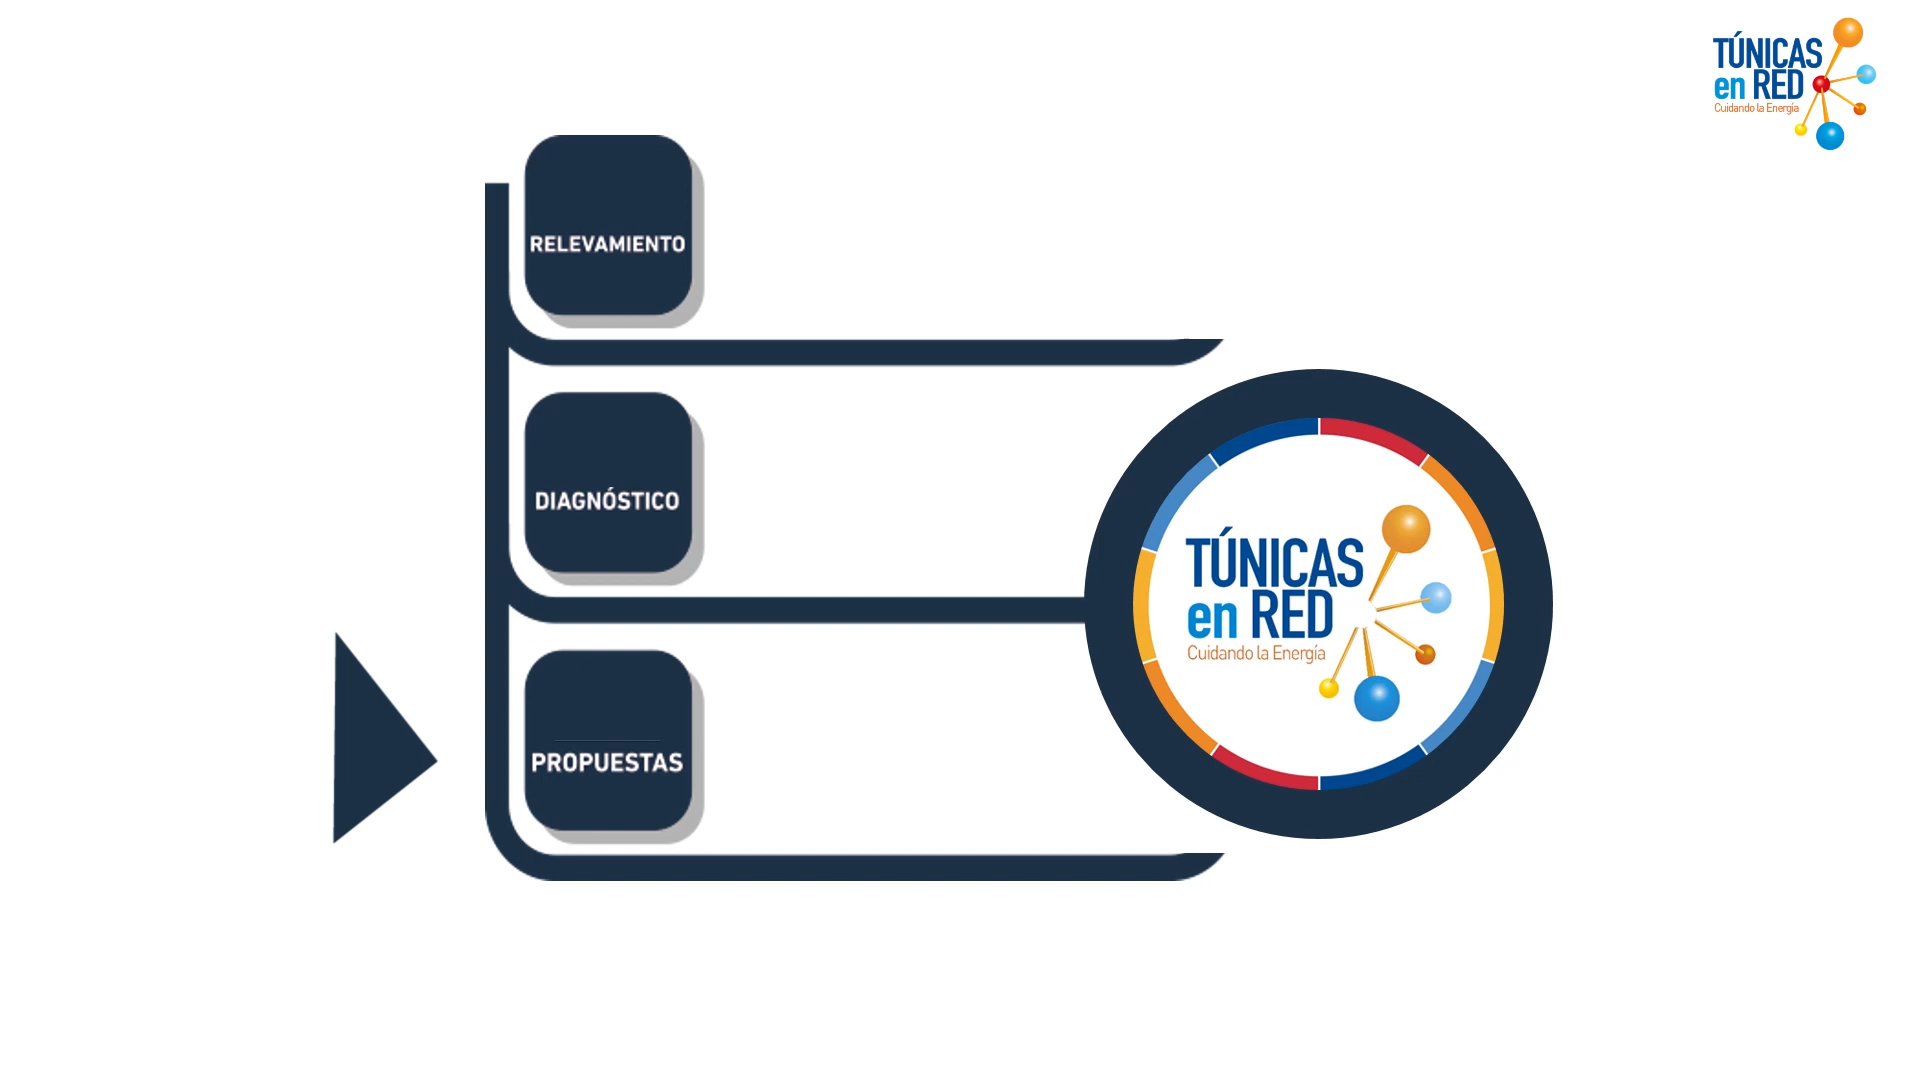 TÚNICAS
en RED
Cuidando la Energía
RELEVAMIENTO
DIAGNÓSTICO
TÚNICAS
en RED
Cuidando la Energía
PROPUESTAS